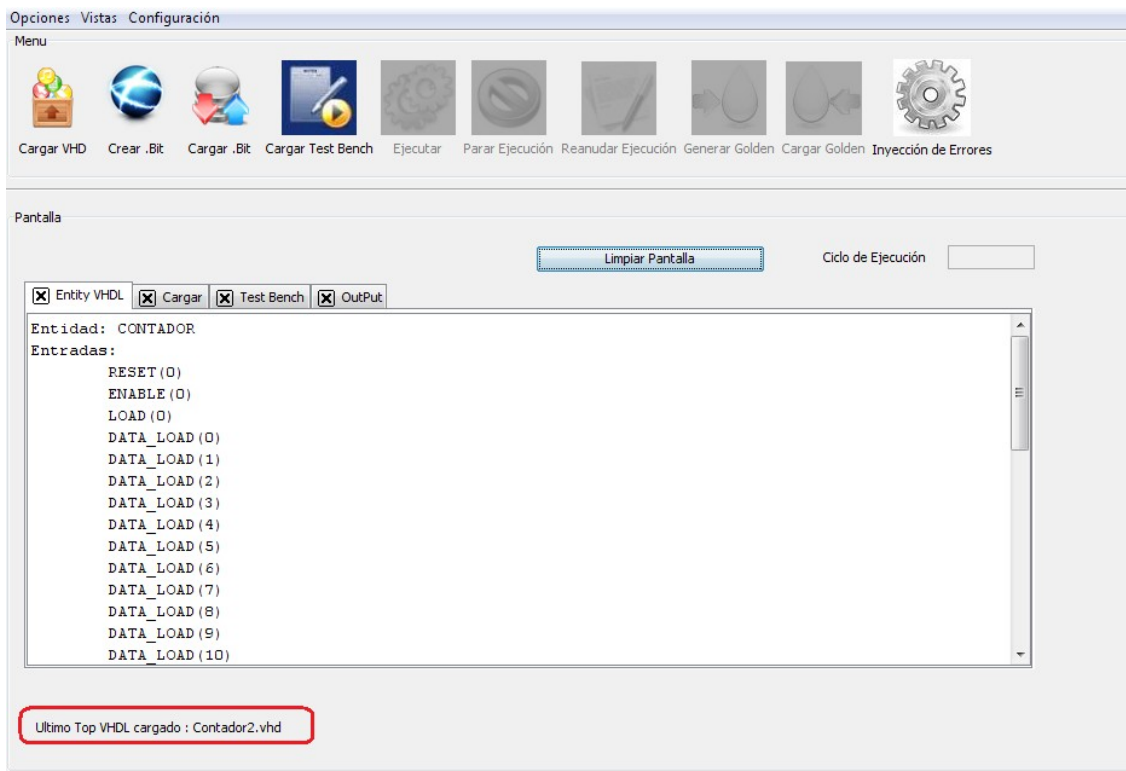 Opciones Vistas Configuración
Menu
Cargar VHD Crear .Bit Cargar .Bit Cargar Test Bench Ejecutar Parar Ejecución Reanudar Ejecución Generar Golden Cargar Golden Inyección de Errores
Pantalla
Limpiar Pantalla Ciclo de Ejecución
Entity VHDL Cargar Test Bench OutPut
Entidad: CONTADOR
Entradas:
RESET(0)
ENABLE(0)
LOAD(0)
DATA_LOAD(0)
DATA_LOAD(1)
DATA_LOAD(2)
DATA_LOAD(3)
DATA_LOAD(4)
DATA_LOAD(5)
DATA_LOAD(6)
DATA_LOAD(7)
DATA_LOAD(8)
DATA_LOAD(9)
DATA_LOAD(10)
Ultimo Top VHDL cargado : Contador2.vhd